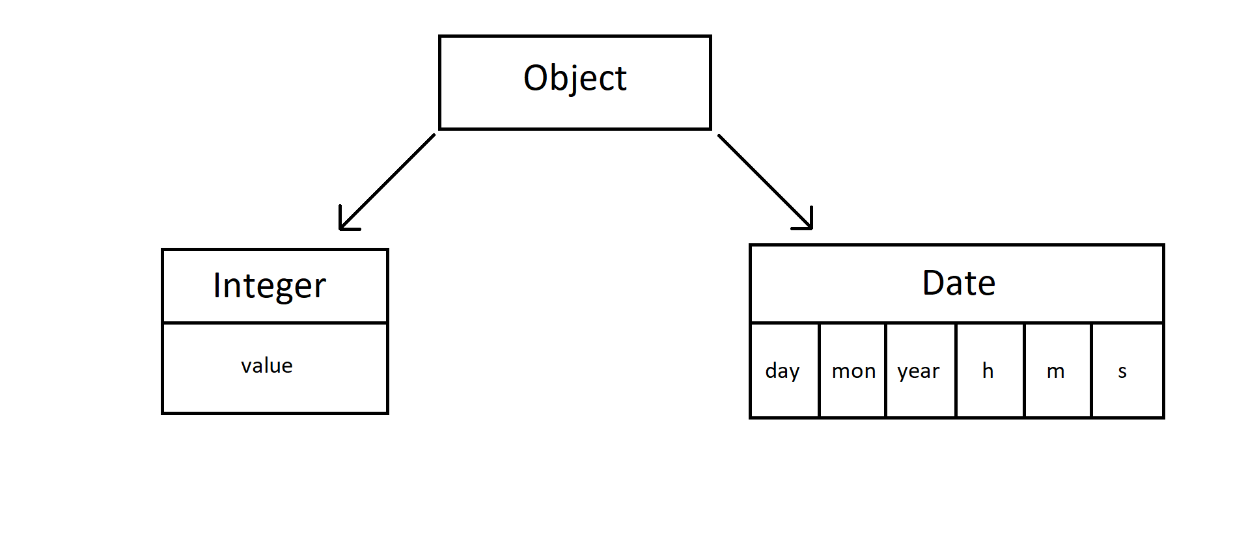 Object
Integer
Date
value
day mon year h m s